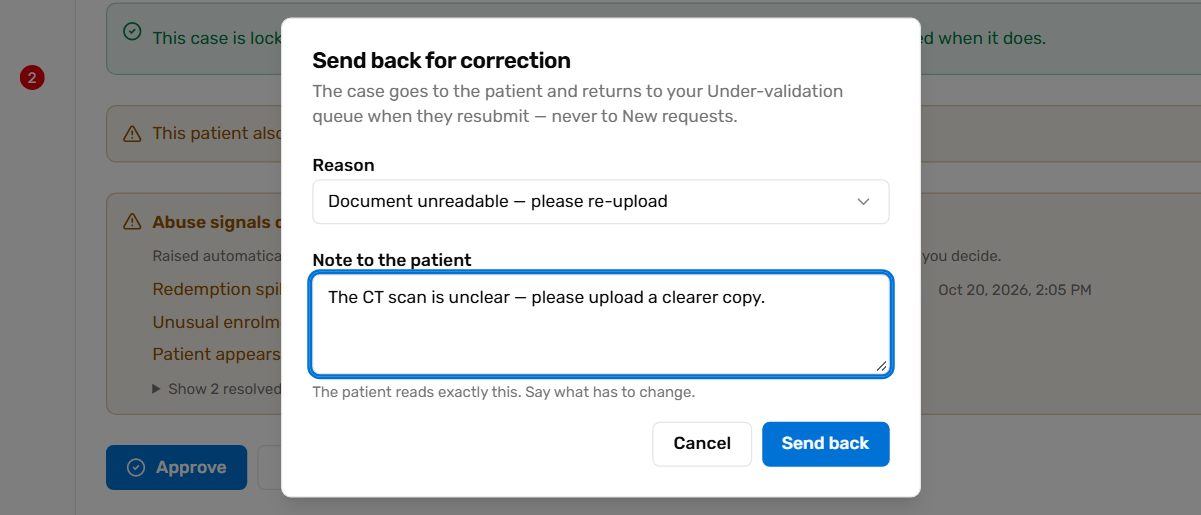 This case is lock
ed when it does.
2
This patient also
Abuse signals
Raised automatica
you decide.
Redemption spi
Oct 20, 2026, 2:05 PM
Unusual enrolm
Patient appears
Show 2 resolved
Approve
Send back for correction
The case goes to the patient and returns to your Under-validation
queue when they resubmit — never to New requests.
Reason
Document unreadable — please re-upload
Note to the patient
The CT scan is unclear — please upload a clearer copy.
The patient reads exactly this. Say what has to change.
Cancel
Send back